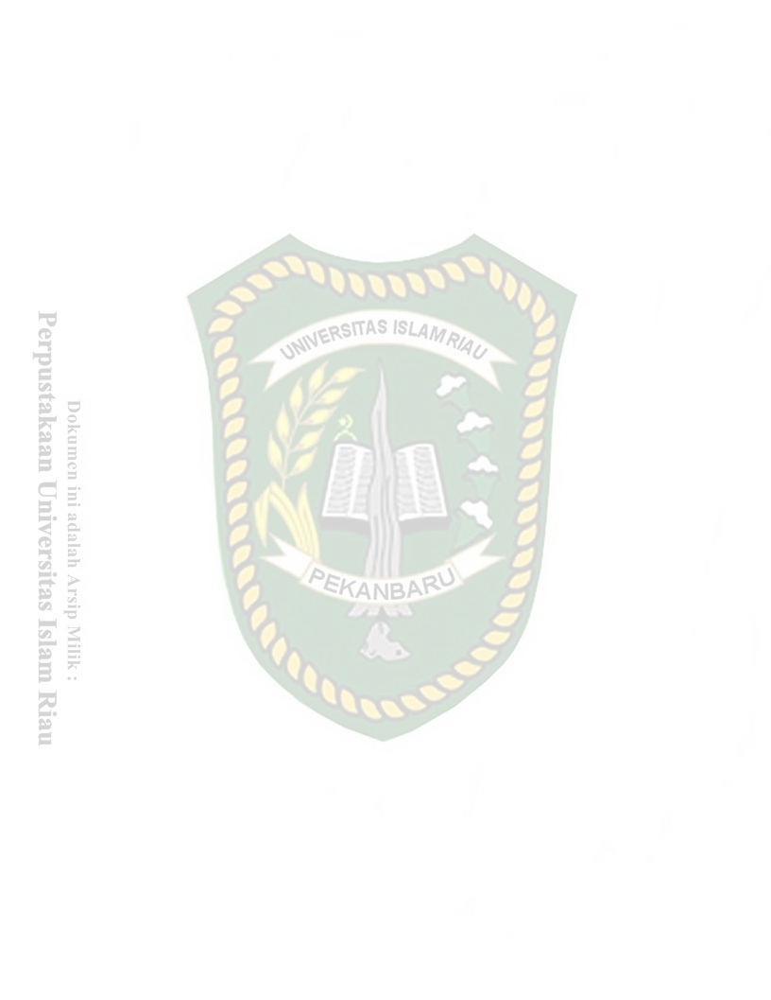 Dokumen ini adalah Arsip Milik :
Perpustakaan Universitas Islam Riau
UNIVERSITAS ISLAM RIAU
PEKANBARU